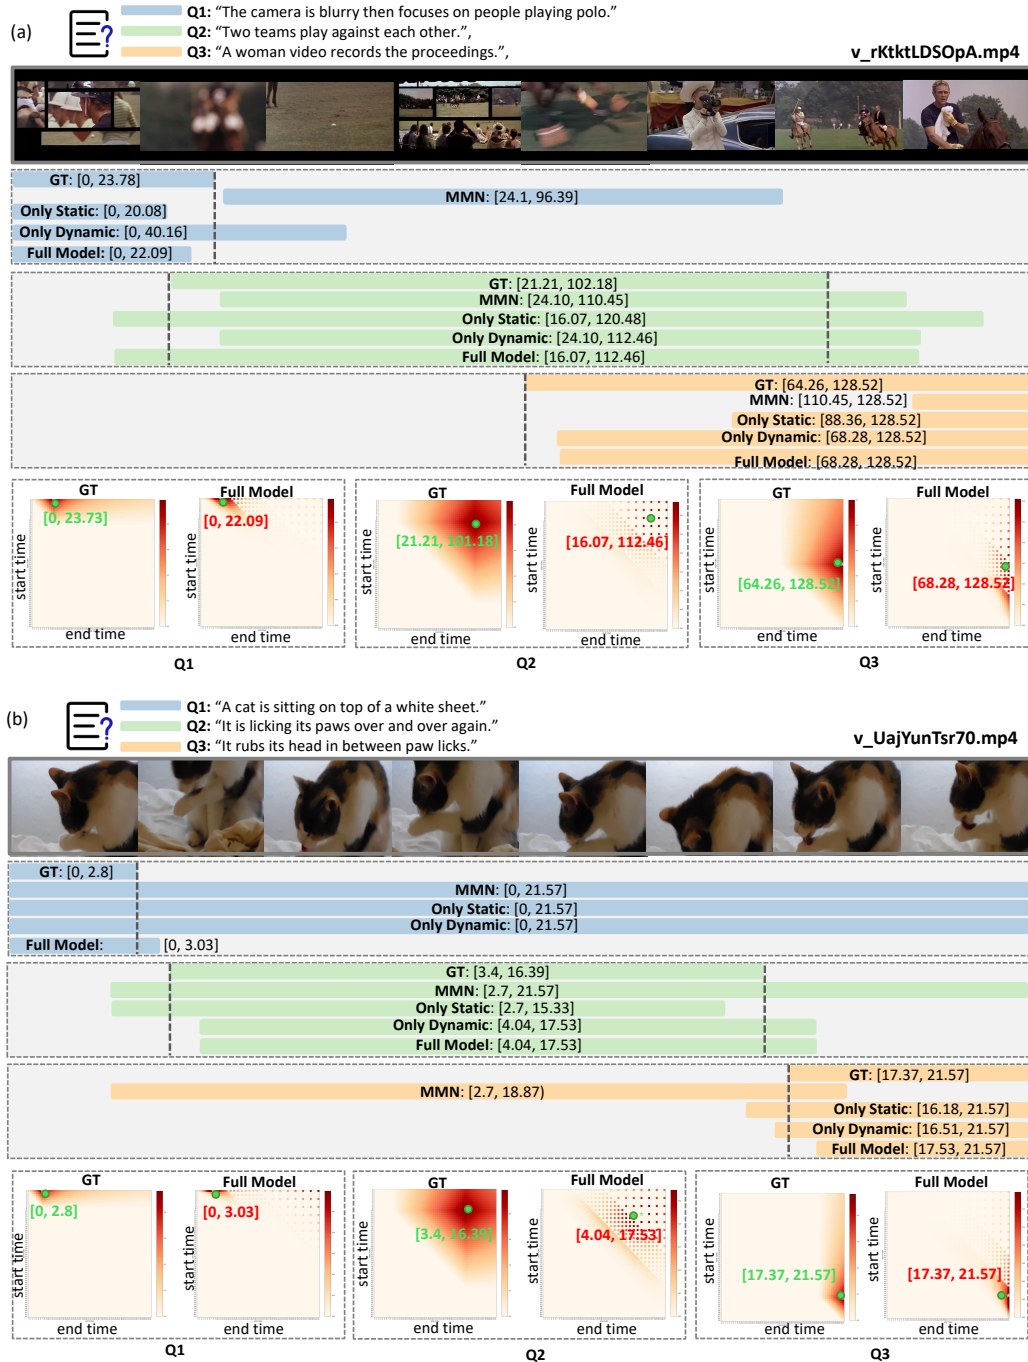 (a)
?
Q1: “The camera is blurry then focuses on people playing polo.”
Q2: “Two teams play against each other.”,
Q3: “A woman video records the proceedings.”,
v_rKtktLDSOpA.mp4
GT: [0, 23.78]
MMN: [24.1, 96.39]
Only Static: [0, 20.08]
Only Dynamic: [0, 40.16]
Full Model: [0, 22.09]
GT: [21.21, 102.18]
MMN: [24.10, 110.45]
Only Static: [16.07, 120.48]
Only Dynamic: [24.10, 112.46]
Full Model: [16.07, 112.46]
GT: [64.26, 128.52]
MMN: [110.45, 128.52]
Only Static: [88.36, 128.52]
Only Dynamic: [68.28, 128.52]
Full Model: [68.28, 128.52]
GT
Full Model
GT
Full Model
GT
Full Model
[0, 23.73]
[0, 22.09]
[21.21, 101.18]
[16.07, 112.46]
[64.26, 128.52]
[68.28, 128.52]
start time
start time
start time
start time
start time
start time
end time
end time
end time
end time
end time
end time
Q1
Q2
Q3
(b)
?
Q1: “A cat is sitting on top of a white sheet.”
Q2: “It is licking its paws over and over again.”
Q3: “It rubs its head in between paw licks.”
v_UajYunTsr70.mp4
GT: [0, 2.8]
MMN: [0, 21.57]
Only Static: [0, 21.57]
Only Dynamic: [0, 21.57]
Full Model: [0, 3.03]
GT: [3.4, 16.39]
MMN: [2.7, 21.57]
Only Static: [2.7, 15.33]
Only Dynamic: [4.04, 17.53]
Full Model: [4.04, 17.53]
GT: [17.37, 21.57]
MMN: [2.7, 18.87)
Only Static: [16.18, 21.57]
Only Dynamic: [16.51, 21.57]
Full Model: [17.53, 21.57]
GT
Full Model
GT
Full Model
GT
Full Model
[0, 2.8]
[0, 3.03]
[3.4, 16.39]
[4.04, 17.53]
[17.37, 21.57]
[17.37, 21.57]
start time
start time
start time
start time
start time
start time
end time
end time
end time
end time
end time
end time
Q1
Q2
Q3